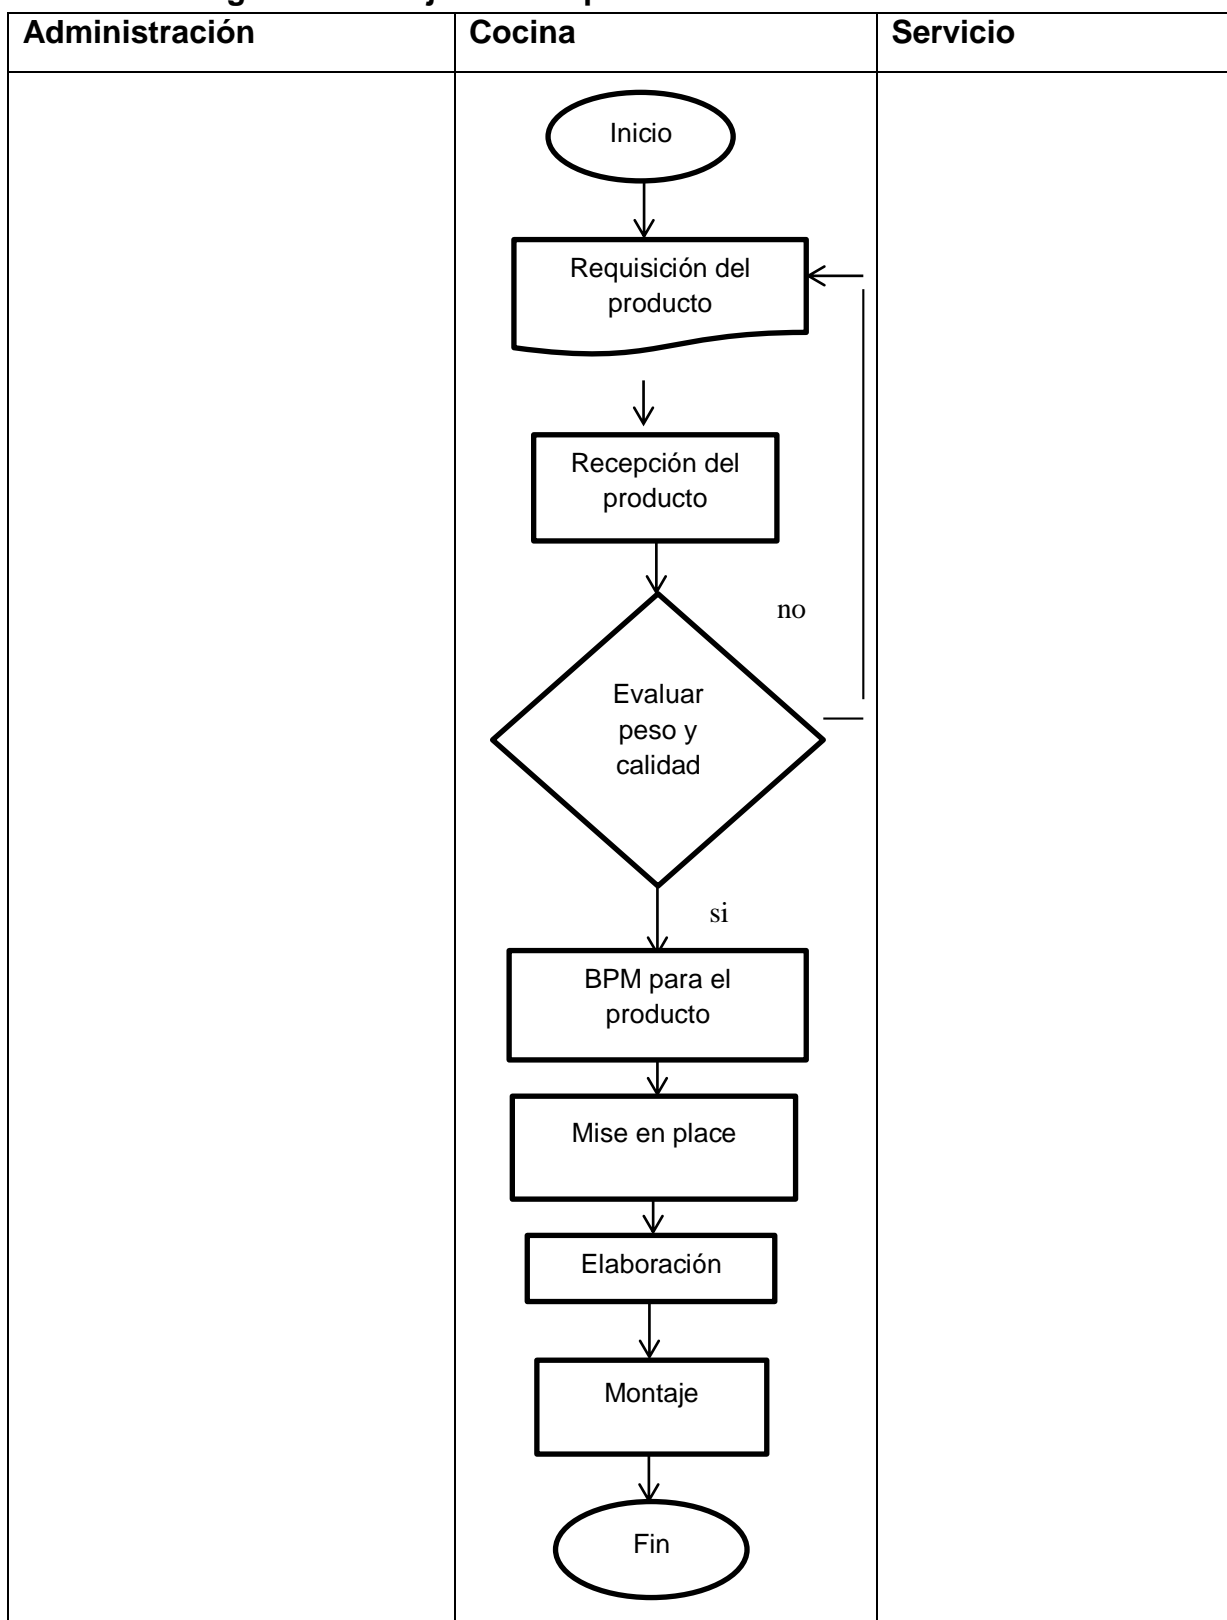 Administración
Cocina
Servicio
Inicio
Requisición del
producto
Recepción del
producto
no
Evaluar
peso y
calidad
si
BPM para el
producto
Mise en place
Elaboración
Montaje
Fin